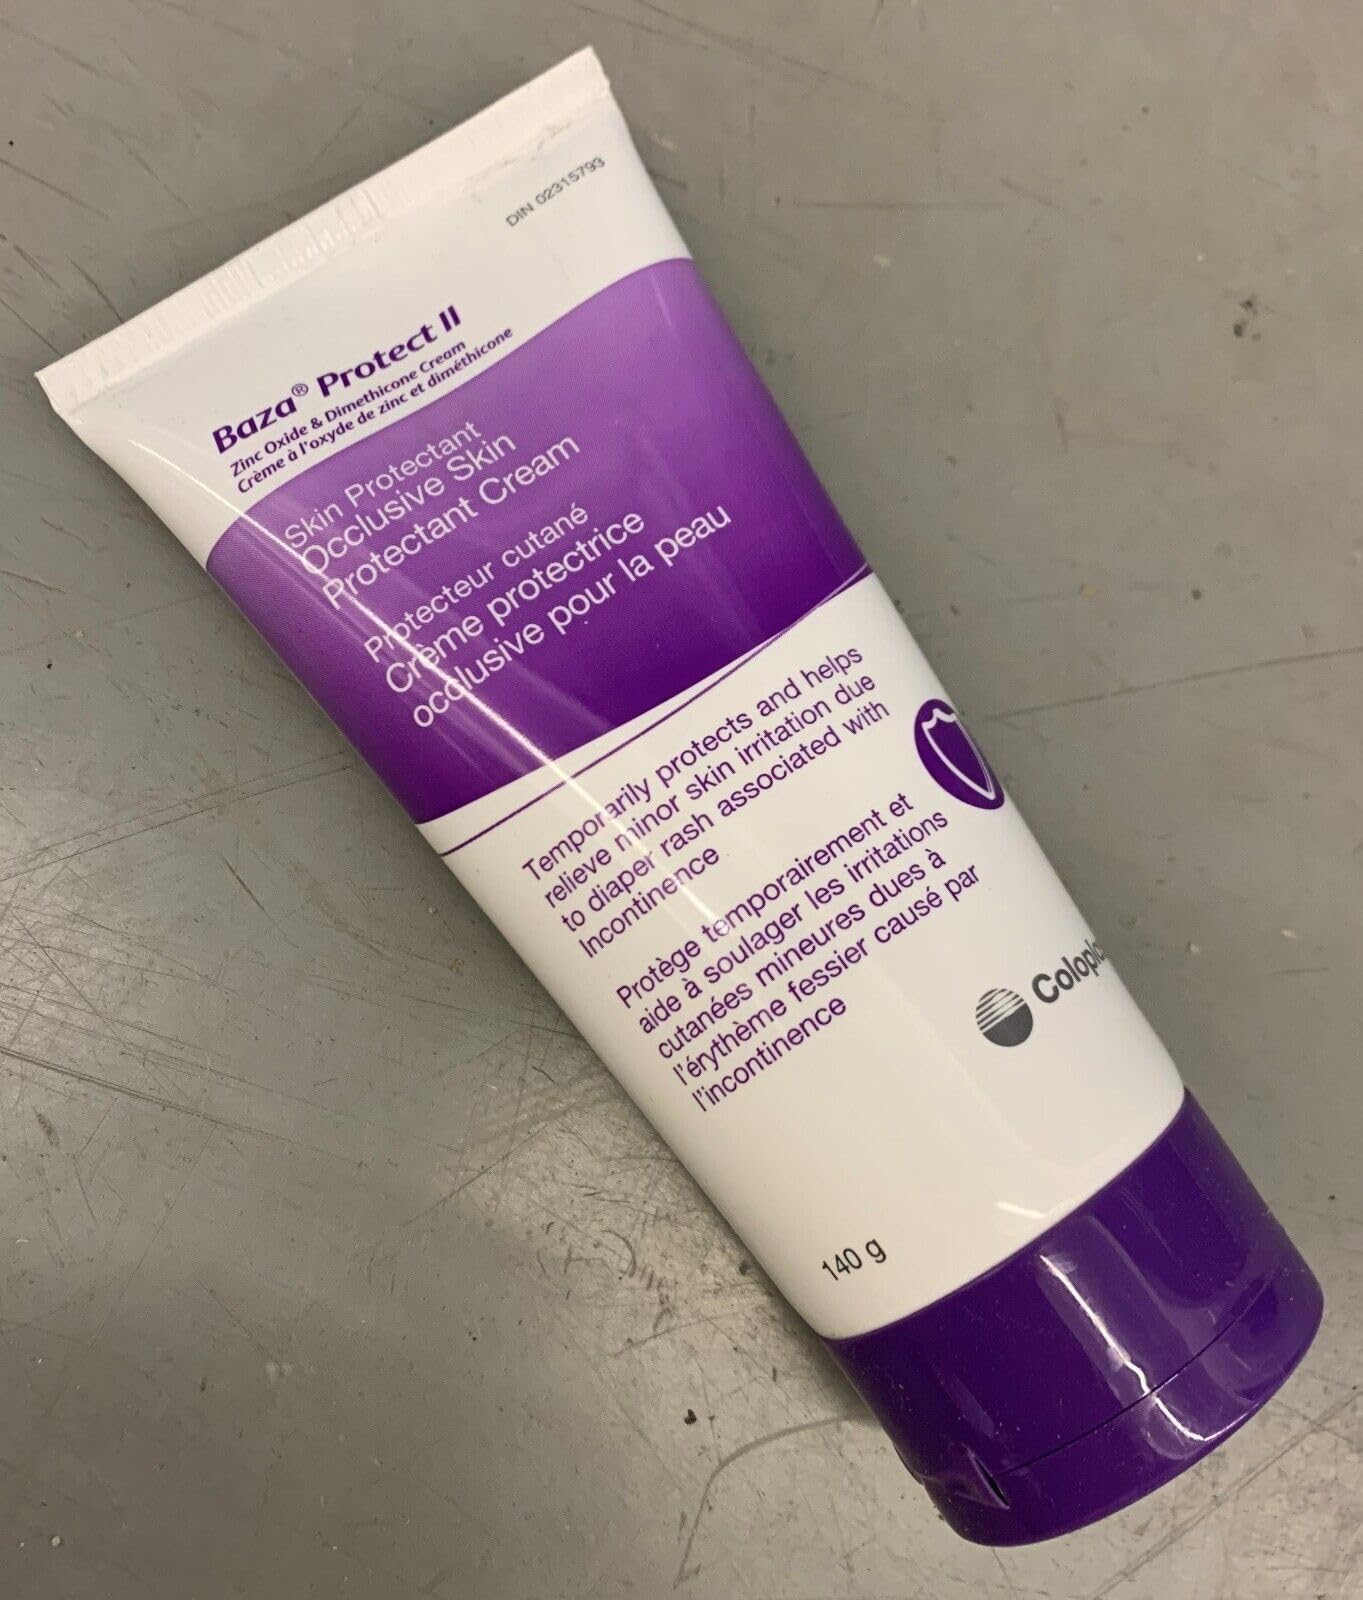 DIN 02315793
Baza® Protect II
Zinc Oxide & Dimethicone Cream
Crème à l'oxyde de zinc et diméthicone
Skin Protectant
Occlusive Skin
Protectant Cream
Protecteur cutané
Crème protectrice
occlusive pour la peau
Temporarily protects and helps
relieve minor skin irritation due
to diaper rash associated with
Incontinence
Protège temporairement et
aide à soulager les irritations
cutanées mineures dues à
l'érythème fessier causé par
l'incontinence
140 g